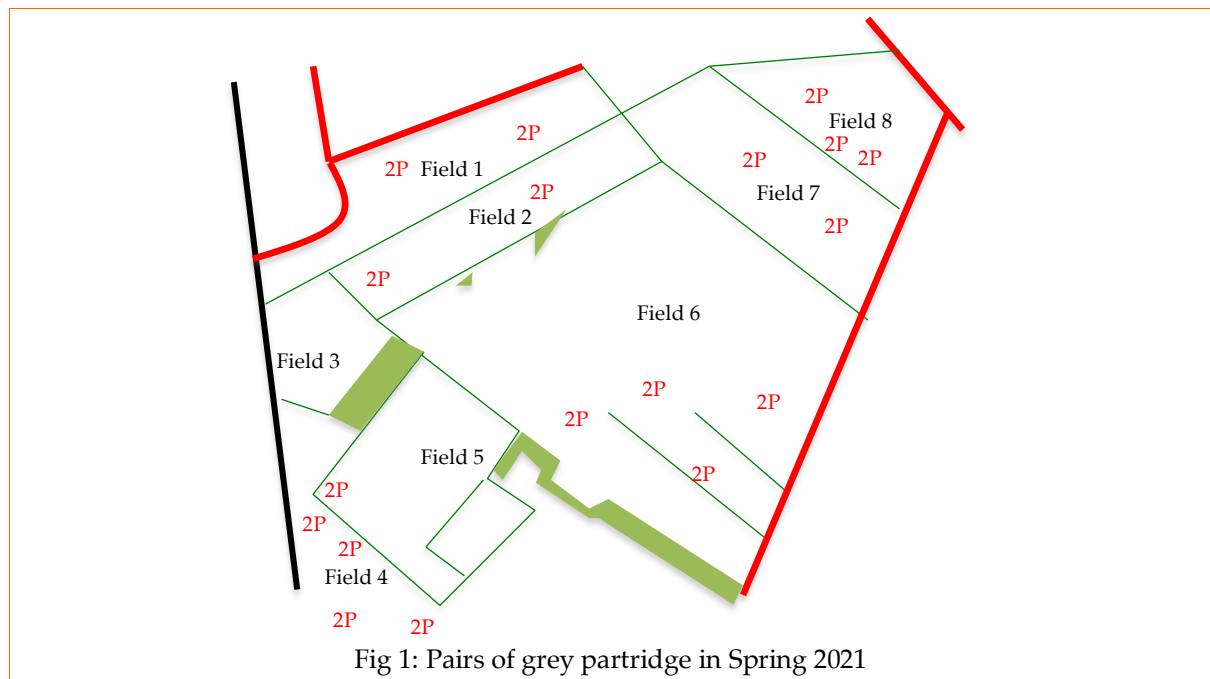 2P
Field 8
2P
2P
2P
2P
Field 1
2P
Field 7
2P
Field 2
2P
2P
Field 6
Field 3
2P
2P
2P
Field 5
2P
2P
2P
2P
Field 4
2P
2P
Fig 1: Pairs of grey partridge in Spring 2021